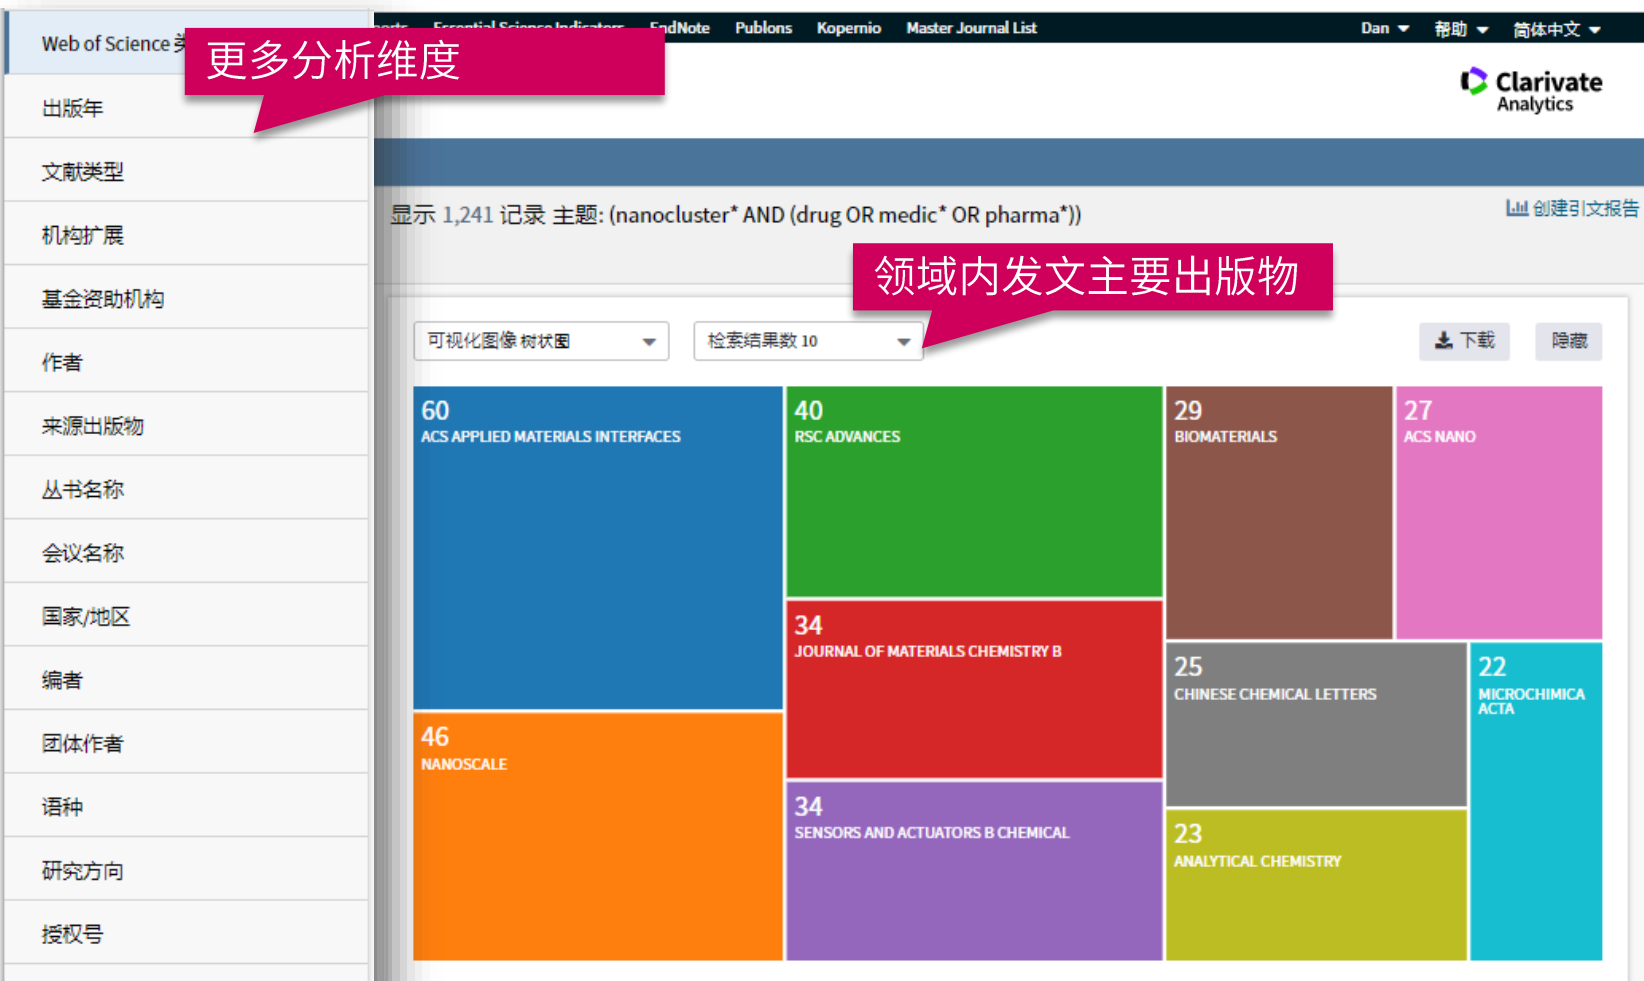 Essential Science Indicators EndNote Publons Kopernio Master Journal List Dan 帮助 简体中文
Web of Science
更多分析维度
Clarivate
Analytics
出版年
文献类型
机构扩展
基金资助机构
作者
来源出版物
丛书名称
会议名称
国家/地区
编者
团体作者
语种
研究方向
授权号
显示 1,241 记录 主题: (nanocluster* AND (drug OR medic* OR pharma*))
创建引文报告
领域内发文主要出版物
可视化图像 树状图
检索结果数 10
下载
隐藏
60
ACS APPLIED MATERIALS INTERFACES
40
RSC ADVANCES
29
BIOMATERIALS
27
ACS NANO
34
JOURNAL OF MATERIALS CHEMISTRY B
25
CHINESE CHEMICAL LETTERS
22
MICROCHIMICA
ACTA
46
NANOSCALE
34
SENSORS AND ACTUATORS B CHEMICAL
23
ANALYTICAL CHEMISTRY